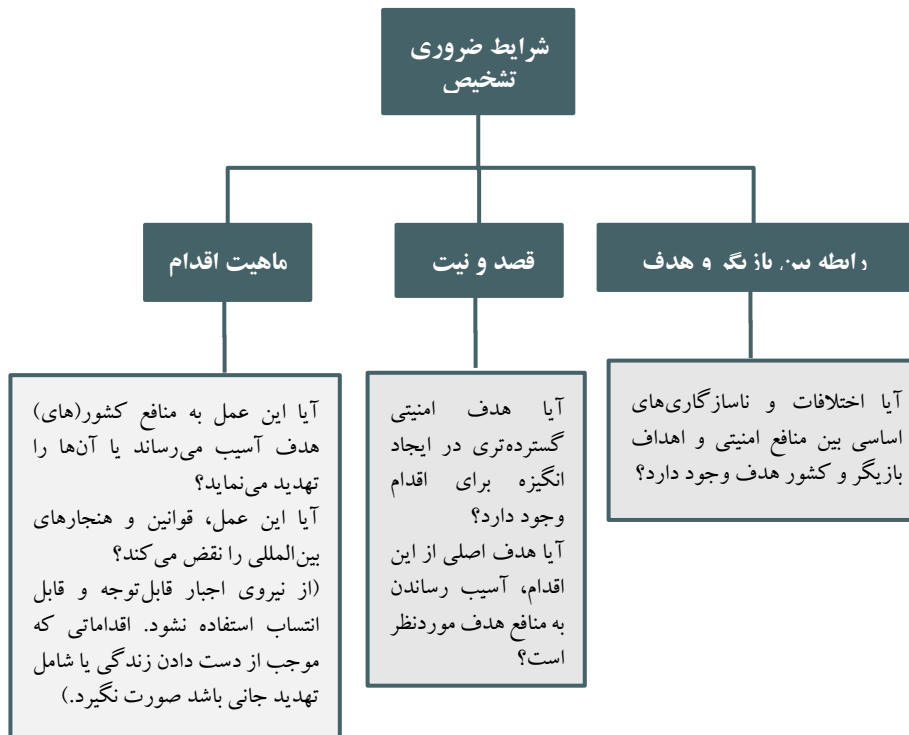 شرایط ضروری
تشخیص
رابطه بین بازیگر و هدف
قصد و نیت
ماهیت اقدام
آیا اختلافات و ناسازگاری‌های
اساسی بین منافع امنیتی و اهداف
بازیگر و کشور هدف وجود دارد؟
آیا هدف امنیتی
گسترده‌تری در ایجاد
انگیزه برای اقدام
وجود دارد؟
آیا هدف اصلی از این
اقدام، آسیب رساندن
به منافع هدف موردنظر
است؟
آیا این عمل به منافع کشور(های)
هدف آسیب می‌رساند یا آن‌ها را
تهدید می‌نماید؟
آیا این عمل، قوانین و هنجارهای
بین‌المللی را نقض می‌کند؟
(از نیروی اجبار قابل‌توجه و قابل
انتساب استفاده نشود. اقداماتی که
موجب از دست دادن زندگی یا شامل
تهدید جانی باشد صورت نگیرد.)